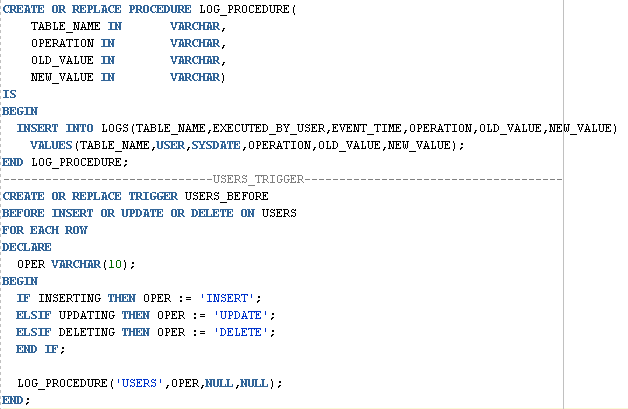 CREATE OR REPLACE PROCEDURE LOG_PROCEDURE(
    TABLE_NAME IN       VARCHAR,
    OPERATION IN        VARCHAR,
    OLD_VALUE IN        VARCHAR,
    NEW_VALUE IN        VARCHAR)
IS
BEGIN
  INSERT INTO LOGS(TABLE_NAME,EXECUTED_BY_USER,EVENT_TIME,OPERATION,OLD_VALUE,NEW_VALUE)
    VALUES(TABLE_NAME,USER,SYSDATE,OPERATION,OLD_VALUE,NEW_VALUE);
END LOG_PROCEDURE;
------------------------------USERS_TRIGGER-------------------------------------
CREATE OR REPLACE TRIGGER USERS_BEFORE
BEFORE INSERT OR UPDATE OR DELETE ON USERS
FOR EACH ROW
DECLARE
  OPER VARCHAR(10);
BEGIN
  IF INSERTING THEN OPER := 'INSERT';
  ELSIF UPDATING THEN OPER := 'UPDATE';
  ELSIF DELETING THEN OPER := 'DELETE';
  END IF;
  LOG_PROCEDURE('USERS',OPER,NULL,NULL);
END;